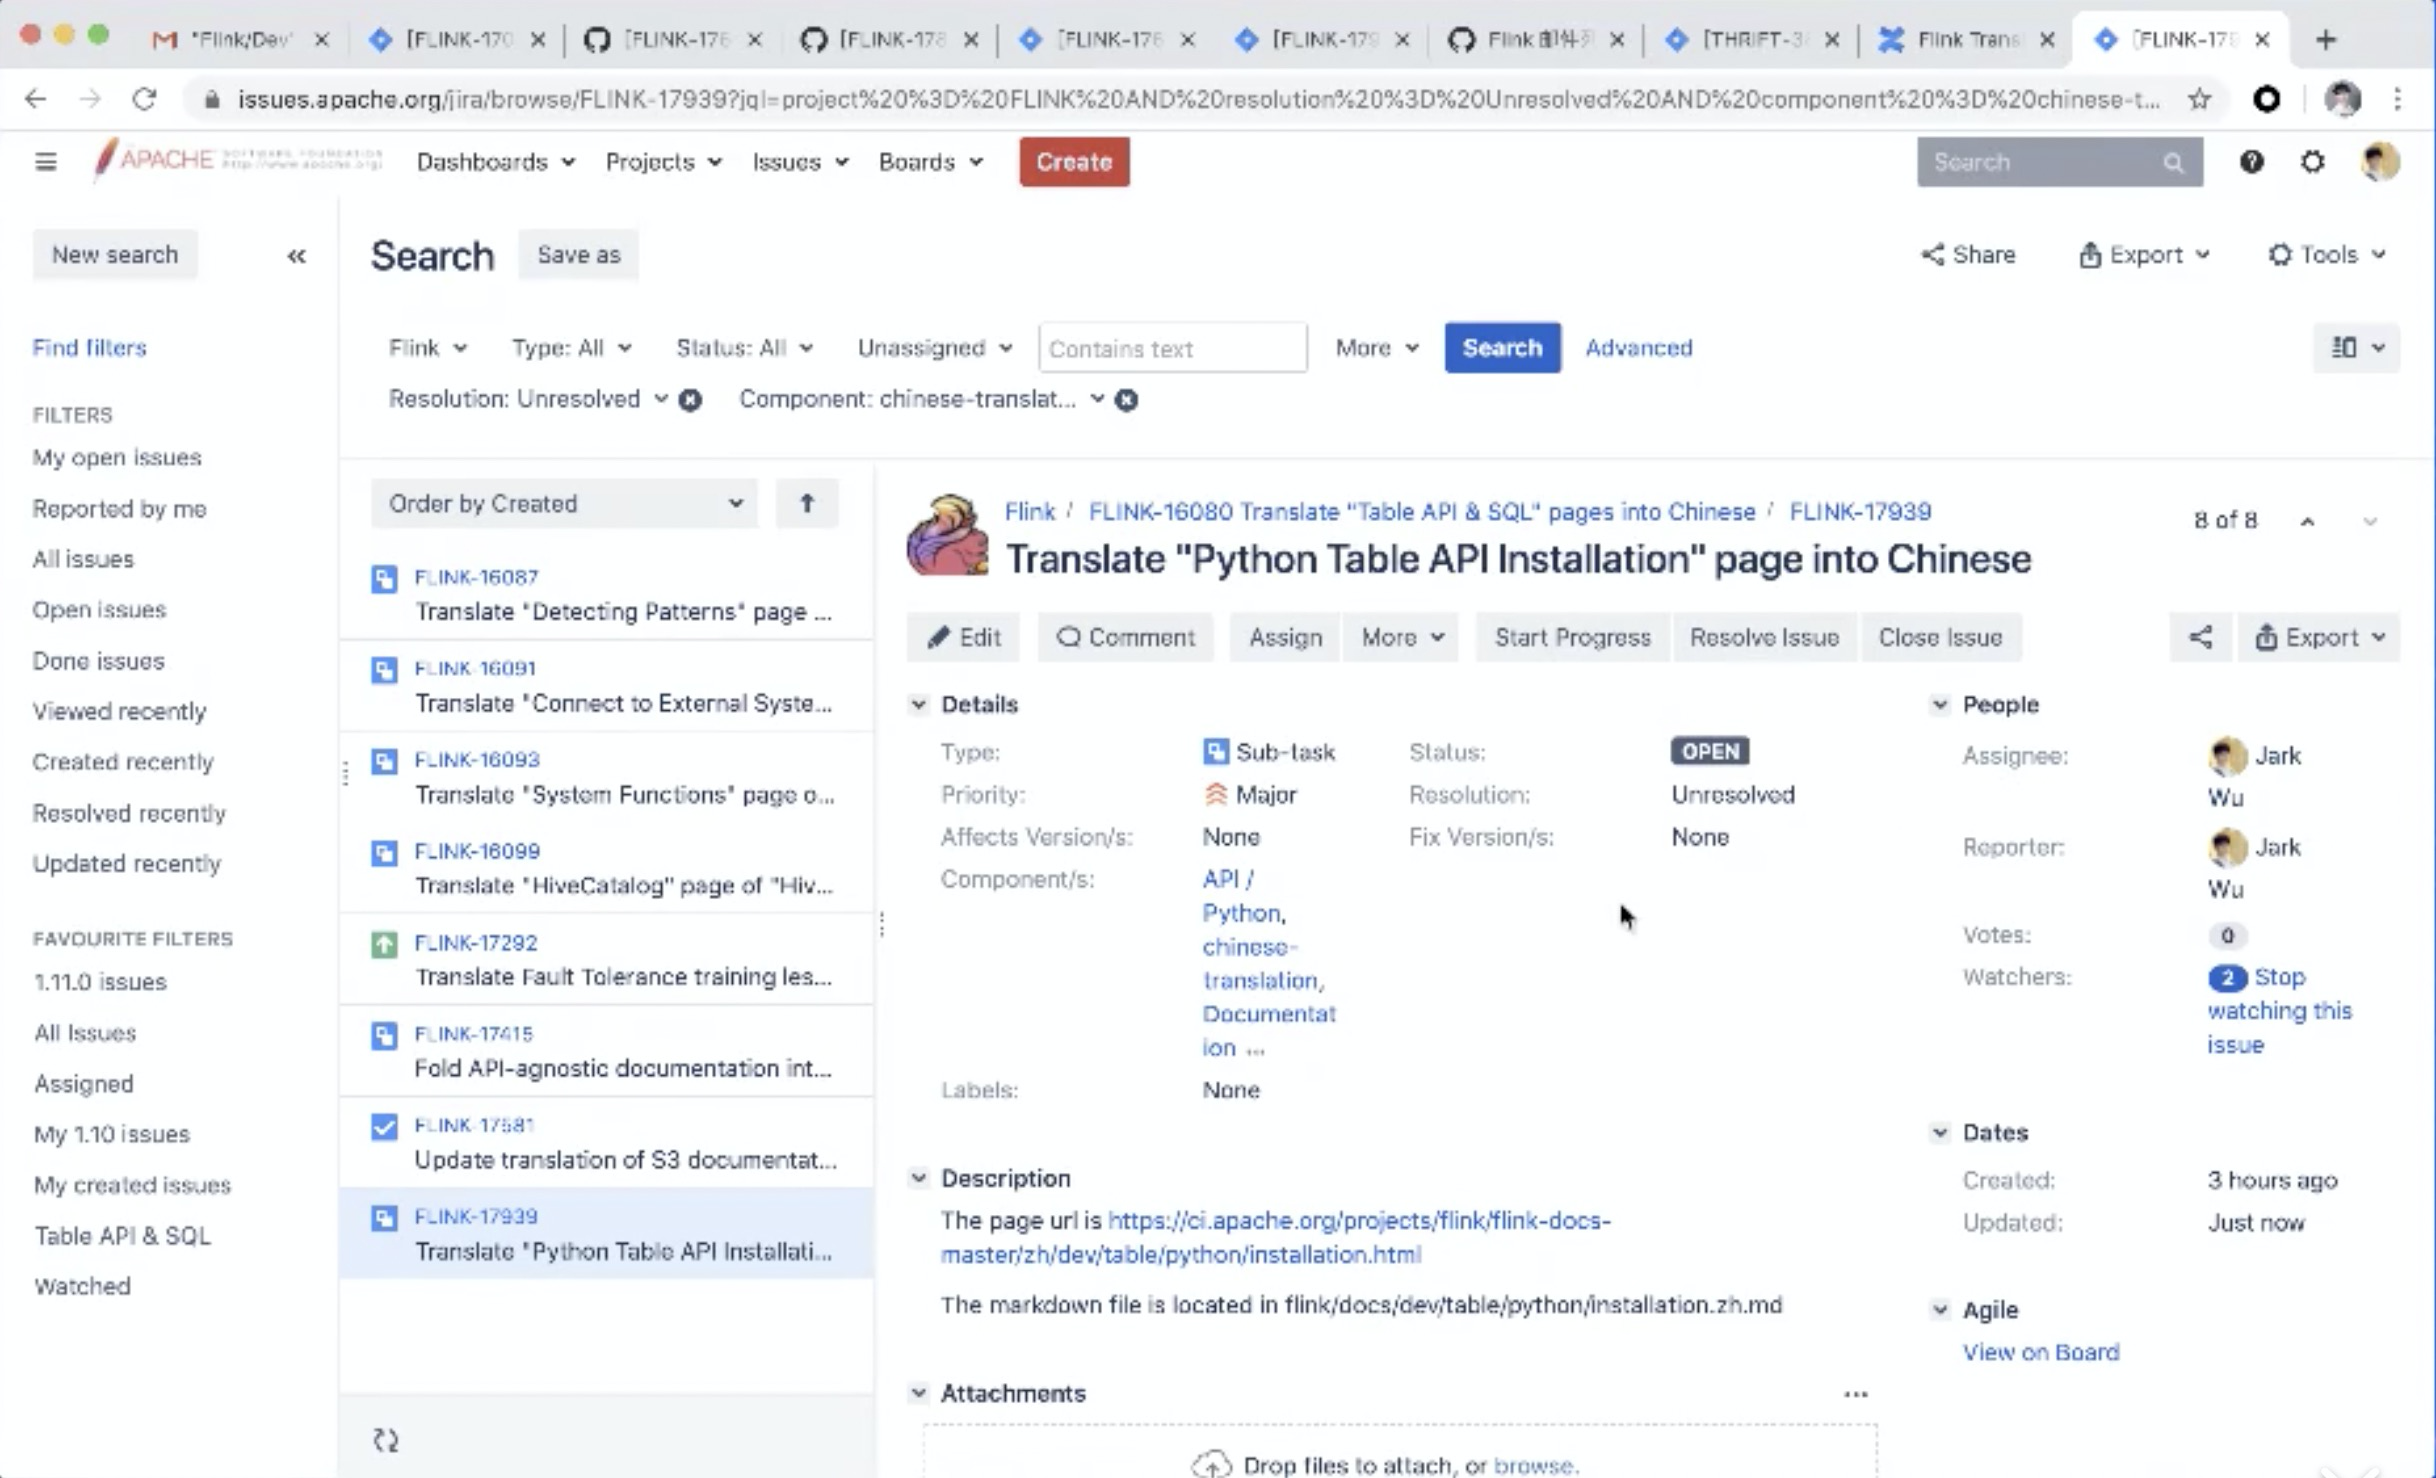 "Flink/Dev"
[FLINK-170
[FLINK-176
[FLINK-178
[FLINK-176
[FLINK-179
Flink 邮件列
[THRIFT-3
Flink Trans
[FLINK-179
issues.apache.org/jira/browse/FLINK-17939?jql=project%20%3D%20FLINK%20AND%20resolution%20%3D%20Unresolved%20AND%20component%20%3D%20chinese-t...
APACHE SOFTWARE FOUNDATION
http://www.apache.org/
Dashboards
Projects
Issues
Boards
Create
Search
New search
«
Search
Save as
Share
Export
Tools
Find filters
Flink
Type: All
Status: All
Unassigned
Contains text
More
Search
Advanced
Resolution: Unresolved
Component: chinese-translat...
FILTERS
My open issues
Reported by me
All issues
Open issues
Done issues
Viewed recently
Created recently
Resolved recently
Updated recently
FAVOURITE FILTERS
1.11.0 issues
All Issues
Assigned
My 1.10 issues
My created issues
Table API & SQL
Watched
Order by Created
FLINK-16087
Translate "Detecting Patterns" page ...
FLINK-16091
Translate "Connect to External Syste...
FLINK-16093
Translate "System Functions" page o...
FLINK-16099
Translate "HiveCatalog" page of "Hiv...
FLINK-17292
Translate Fault Tolerance training les...
FLINK-17415
Fold API-agnostic documentation int...
FLINK-17581
Update translation of S3 documentat...
FLINK-17939
Translate "Python Table API Installati...
Flink / FLINK-16080 Translate "Table API & SQL" pages into Chinese / FLINK-17939
8 of 8
Translate "Python Table API Installation" page into Chinese
Edit
Comment
Assign
More
Start Progress
Resolve Issue
Close Issue
Export
Details
Type: Sub-task
Status: OPEN
Priority: Major
Resolution: Unresolved
Affects Version/s: None
Fix Version/s: None
Component/s: API /
Python,
chinese-
translation,
Documentat
ion ...
Labels: None
Description
The page url is https://ci.apache.org/projects/flink/flink-docs-
master/zh/dev/table/python/installation.html
The markdown file is located in flink/docs/dev/table/python/installation.zh.md
Attachments
Drop files to attach, or browse.
People
Assignee: Jark
Wu
Reporter: Jark
Wu
Votes: 0
Watchers: 2 Stop
watching this
issue
Dates
Created: 3 hours ago
Updated: Just now
Agile
View on Board